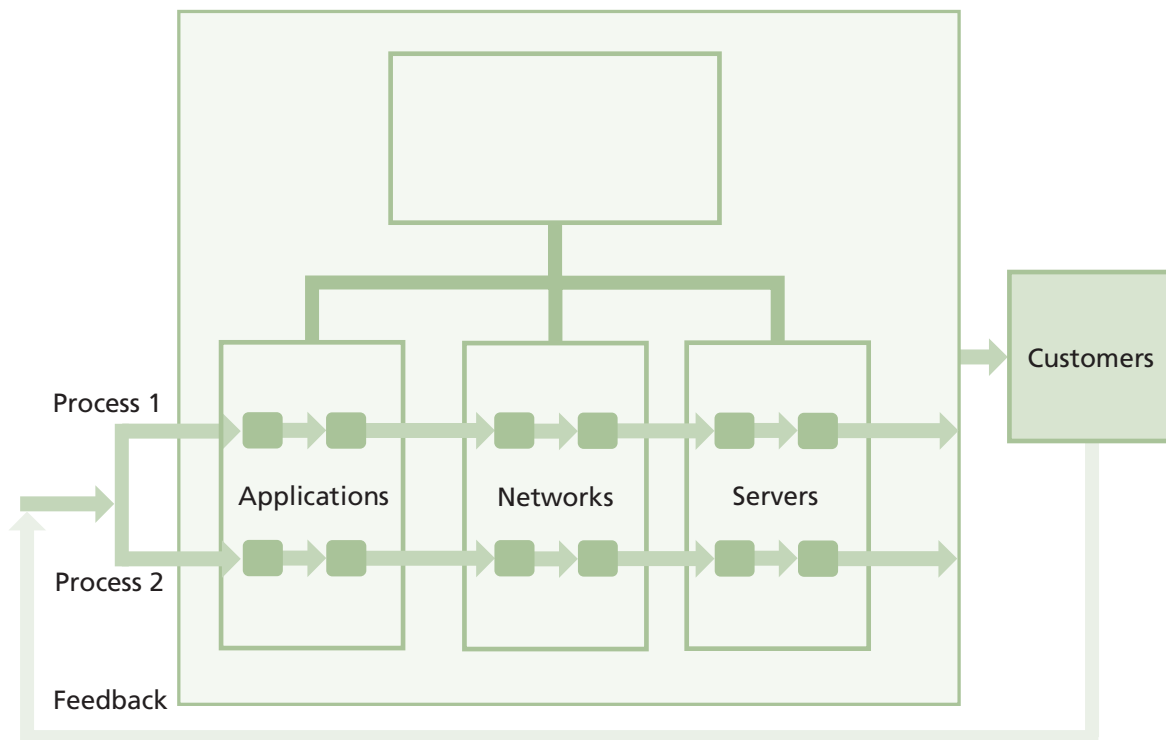 Customers
Process 1
Applications
Networks
Servers
Process 2
Feedback